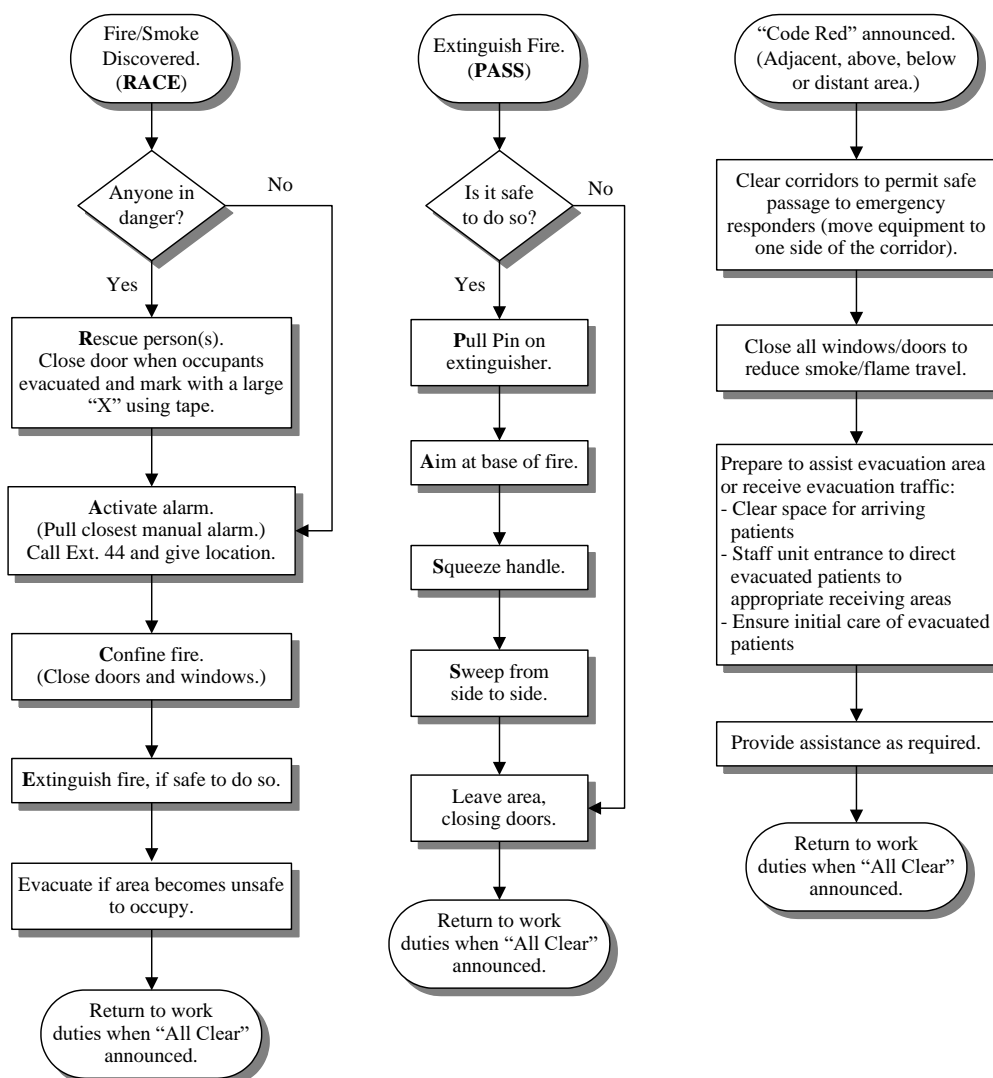 Fire/Smoke
Discovered.
(RACE)
Anyone in
danger?
No
Yes
Rescue person(s).
Close door when occupants
evacuated and mark with a large
“X” using tape.
Activate alarm.
(Pull closest manual alarm.)
Call Ext. 44 and give location.
Confine fire.
(Close doors and windows.)
Extinguish fire, if safe to do so.
Evacuate if area becomes unsafe
to occupy.
Return to work
duties when “All Clear”
announced.
Extinguish Fire.
(PASS)
Is it safe
to do so?
No
Yes
Pull Pin on
extinguisher.
Aim at base of fire.
Squeeze handle.
Sweep from
side to side.
Leave area,
closing doors.
Return to work
duties when “All Clear”
announced.
“Code Red” announced.
(Adjacent, above, below
or distant area.)
Clear corridors to permit safe
passage to emergency
responders (move equipment to
one side of the corridor).
Close all windows/doors to
reduce smoke/flame travel.
Prepare to assist evacuation area
or receive evacuation traffic:
- Clear space for arriving
patients
- Staff unit entrance to direct
evacuated patients to
appropriate receiving areas
- Ensure initial care of evacuated
patients
Provide assistance as required.
Return to work
duties when “All Clear”
announced.